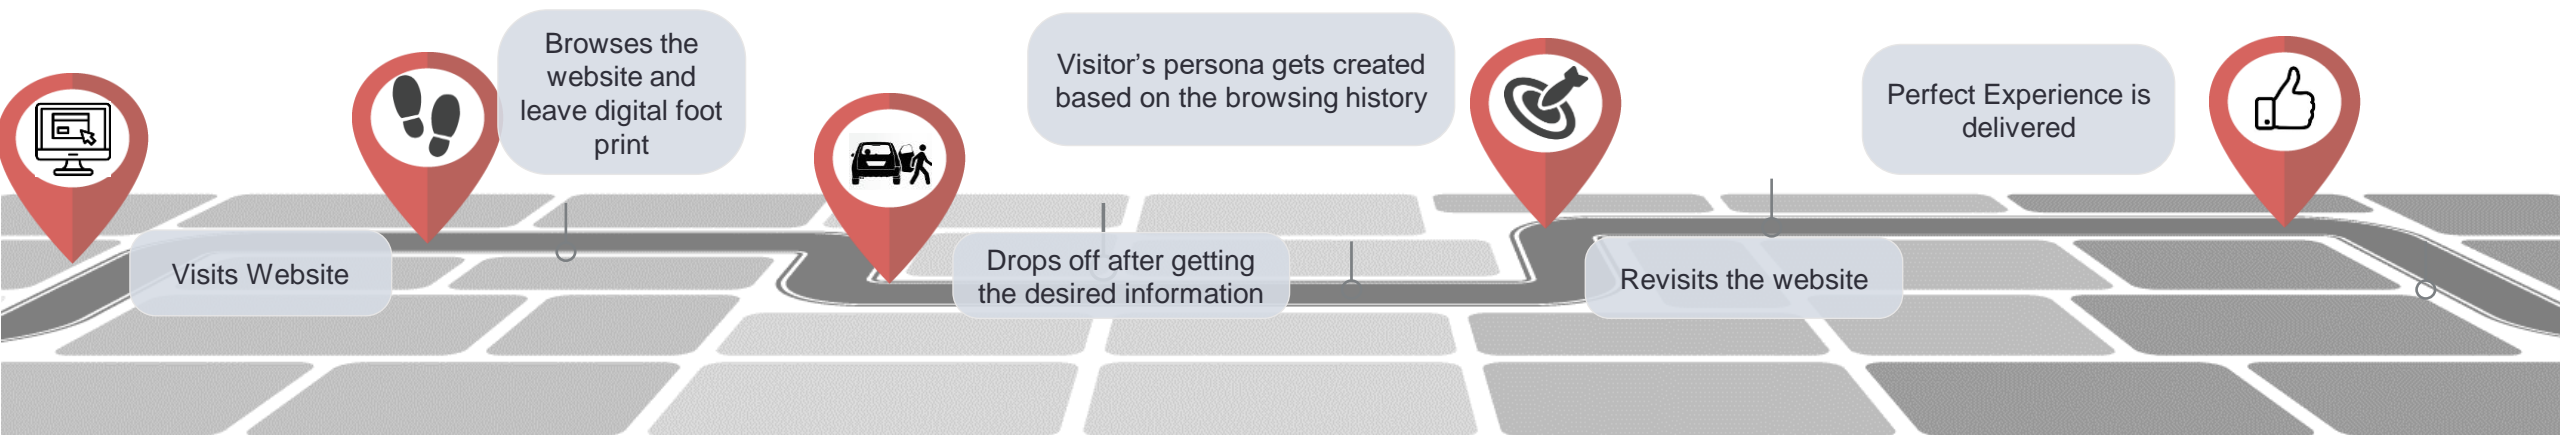 Visits Website
Browses the
website and
leave digital foot
print
Drops off after getting
the desired information
Visitor’s persona gets created
based on the browsing history
Revisits the website
Perfect Experience is
delivered